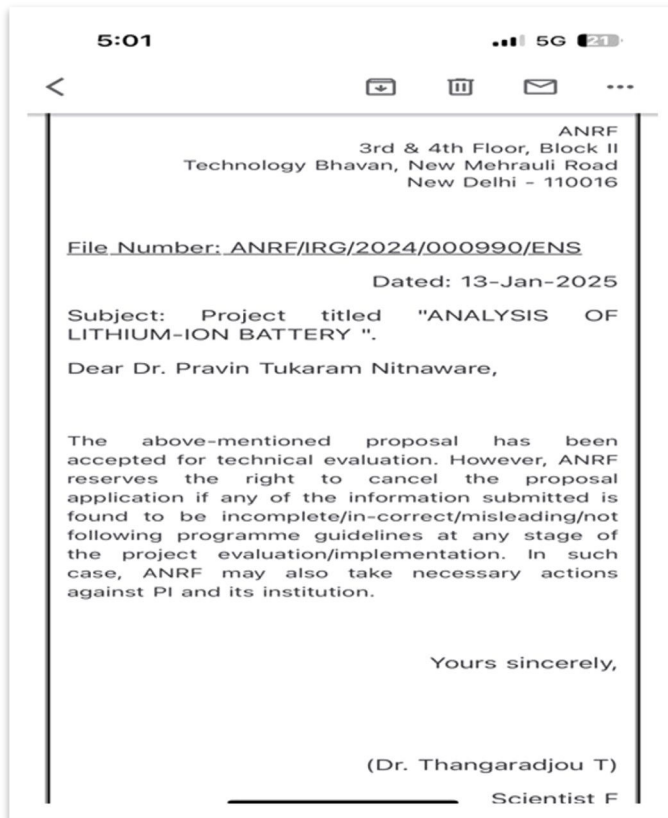 5:01
5G 21
ANRF
3rd & 4th Floor, Block II
Technology Bhavan, New Mehrauli Road
New Delhi - 110016
File Number: ANRF/IRG/2024/000990/ENS
Dated: 13-Jan-2025
Subject: Project titled "ANALYSIS OF
LITHIUM-ION BATTERY ".
Dear Dr. Pravin Tukaram Nitnaware,
The above-mentioned proposal has been
accepted for technical evaluation. However, ANRF
reserves the right to cancel the proposal
application if any of the information submitted is
found to be incomplete/in-correct/misleading/not
following programme guidelines at any stage of
the project evaluation/implementation. In such
case, ANRF may also take necessary actions
against PI and its institution.
Yours sincerely,
(Dr. Thangaradjou T)
Scientist F